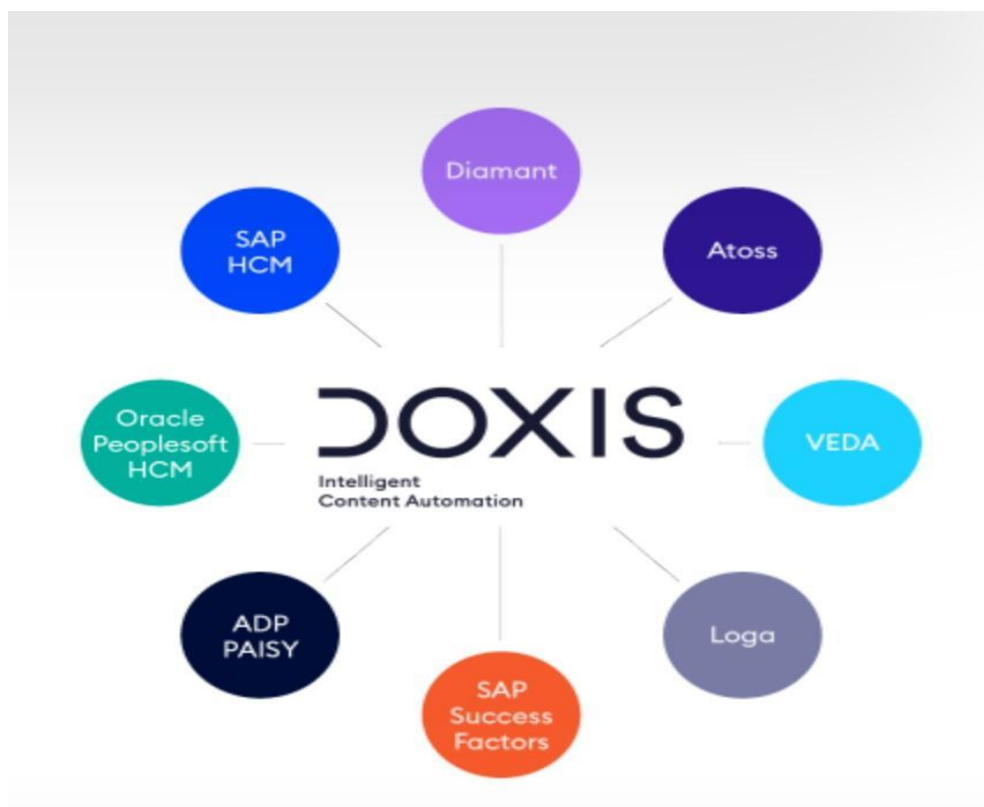 Diamant
SAP
HCM
Atoss
Oracle
Peoplesoft
HCM
DOXIS
Intelligent
Content Automation
VEDA
ADP
PAISY
Loga
SAP
Success
Factors